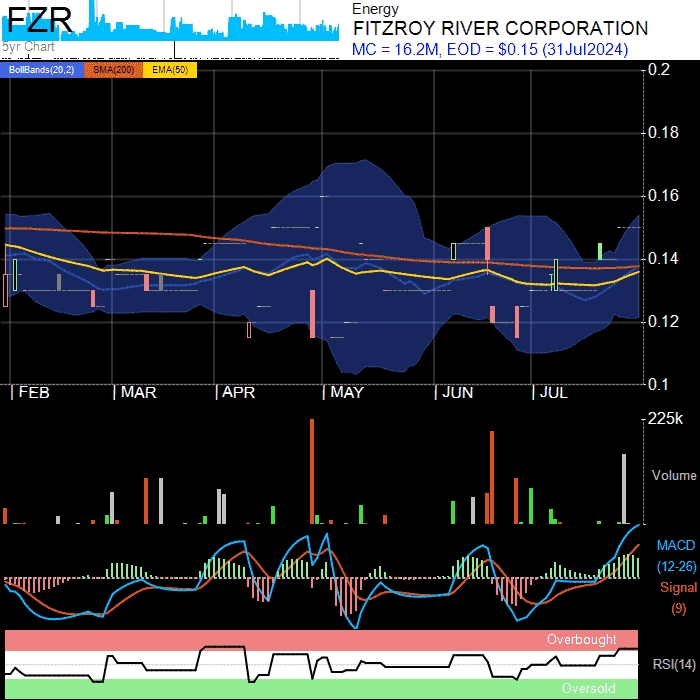 FZR
5yr Chart
Energy
FITZROY RIVER CORPORATION
MC = 16.2M, EOD = $0.15 (31Jul2024)
BollBands(20,2) SMA(200) EMA(50)
0.2
0.18
0.16
0.14
0.12
0.1
FEB MAR APR MAY JUN JUL
225k
Volume
MACD
(12-26)
Signal
(9)
Overbought
RSI(14)
Oversold